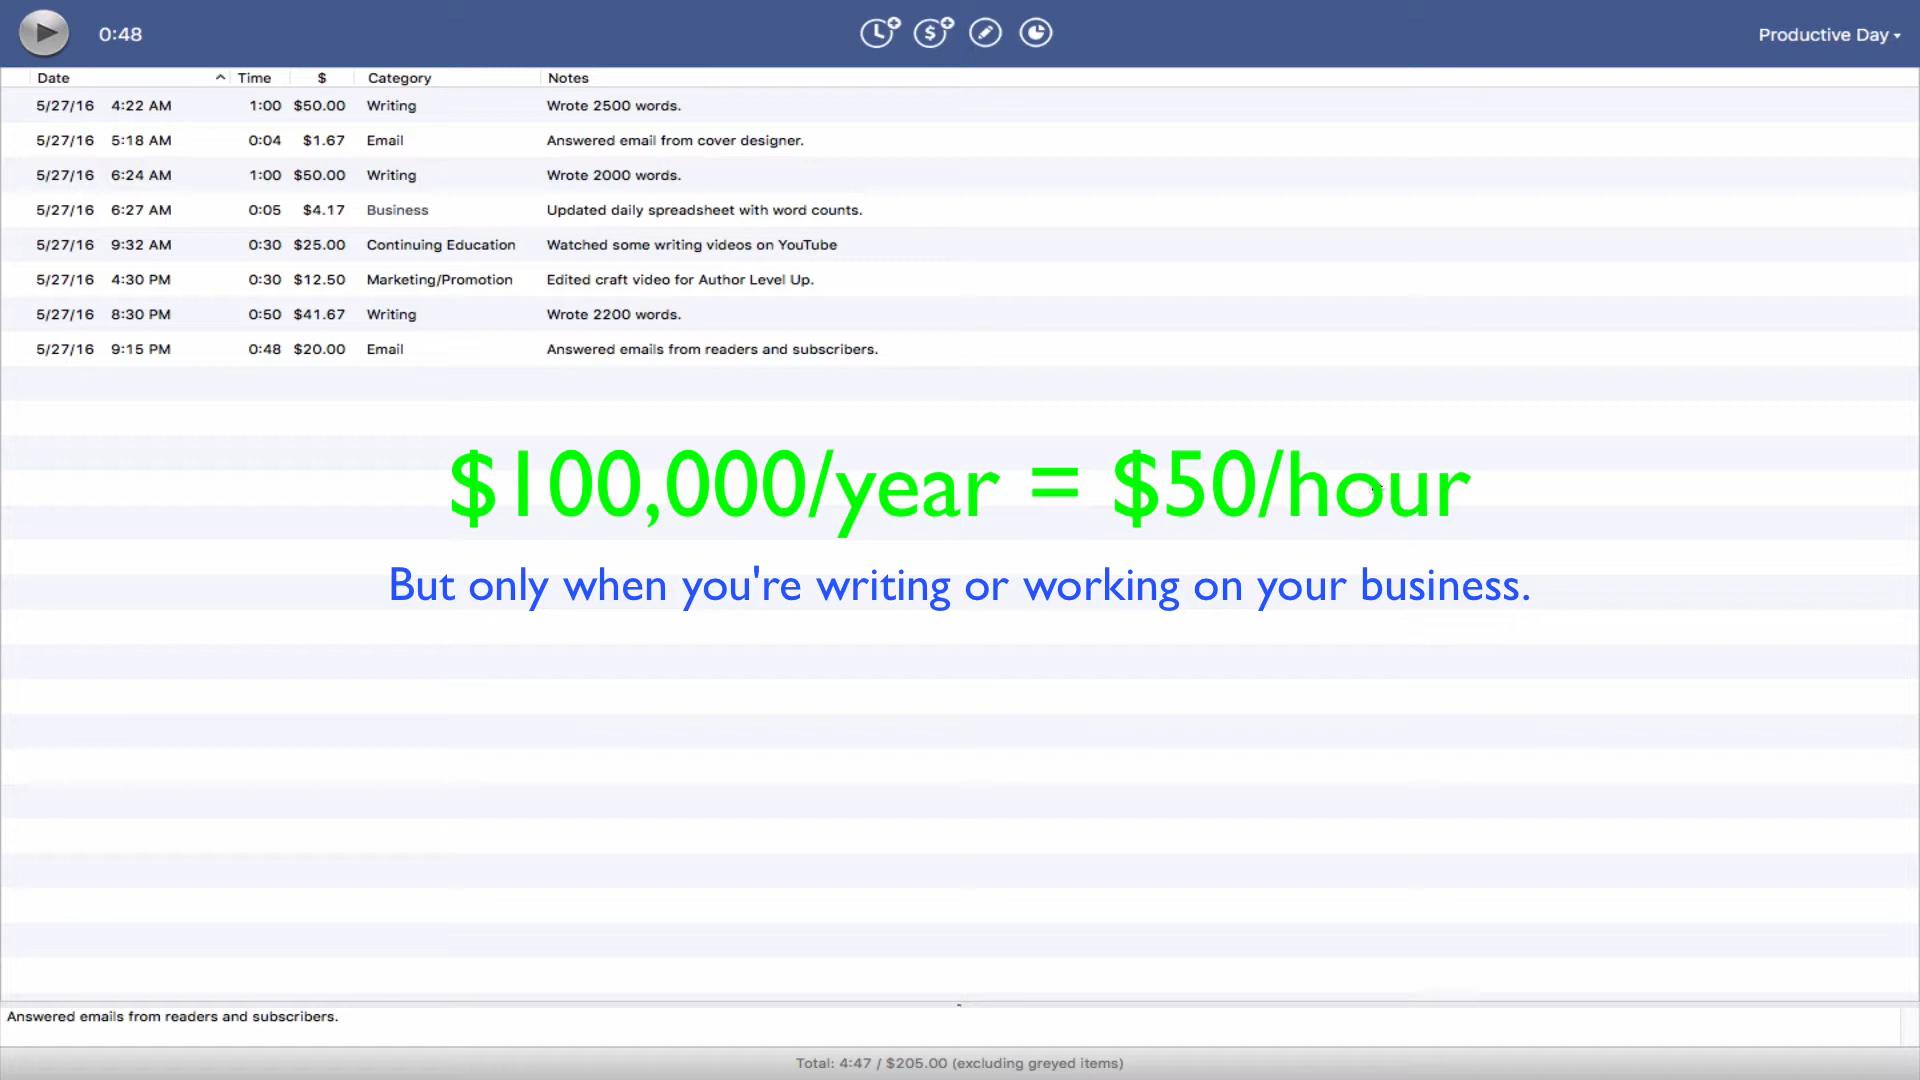 0:48 Productive Day
Date Time $ Category Notes
5/27/16 4:22 AM 1:00 $50.00 Writing Wrote 2500 words.
5/27/16 5:18 AM 0:04 $1.67 Email Answered email from cover designer.
5/27/16 6:24 AM 1:00 $50.00 Writing Wrote 2000 words.
5/27/16 6:27 AM 0:05 $4.17 Business Updated daily spreadsheet with word counts.
5/27/16 9:32 AM 0:30 $25.00 Continuing Education Watched some writing videos on YouTube
5/27/16 4:30 PM 0:30 $12.50 Marketing/Promotion Edited craft video for Author Level Up.
5/27/16 8:30 PM 0:50 $41.67 Writing Wrote 2200 words.
5/27/16 9:15 PM 0:48 $20.00 Email Answered emails from readers and subscribers.
$100,000/year = $50/hour
But only when you're writing or working on your business.
Answered emails from readers and subscribers.
Total: 4:47 / $205.00 (excluding greyed items)